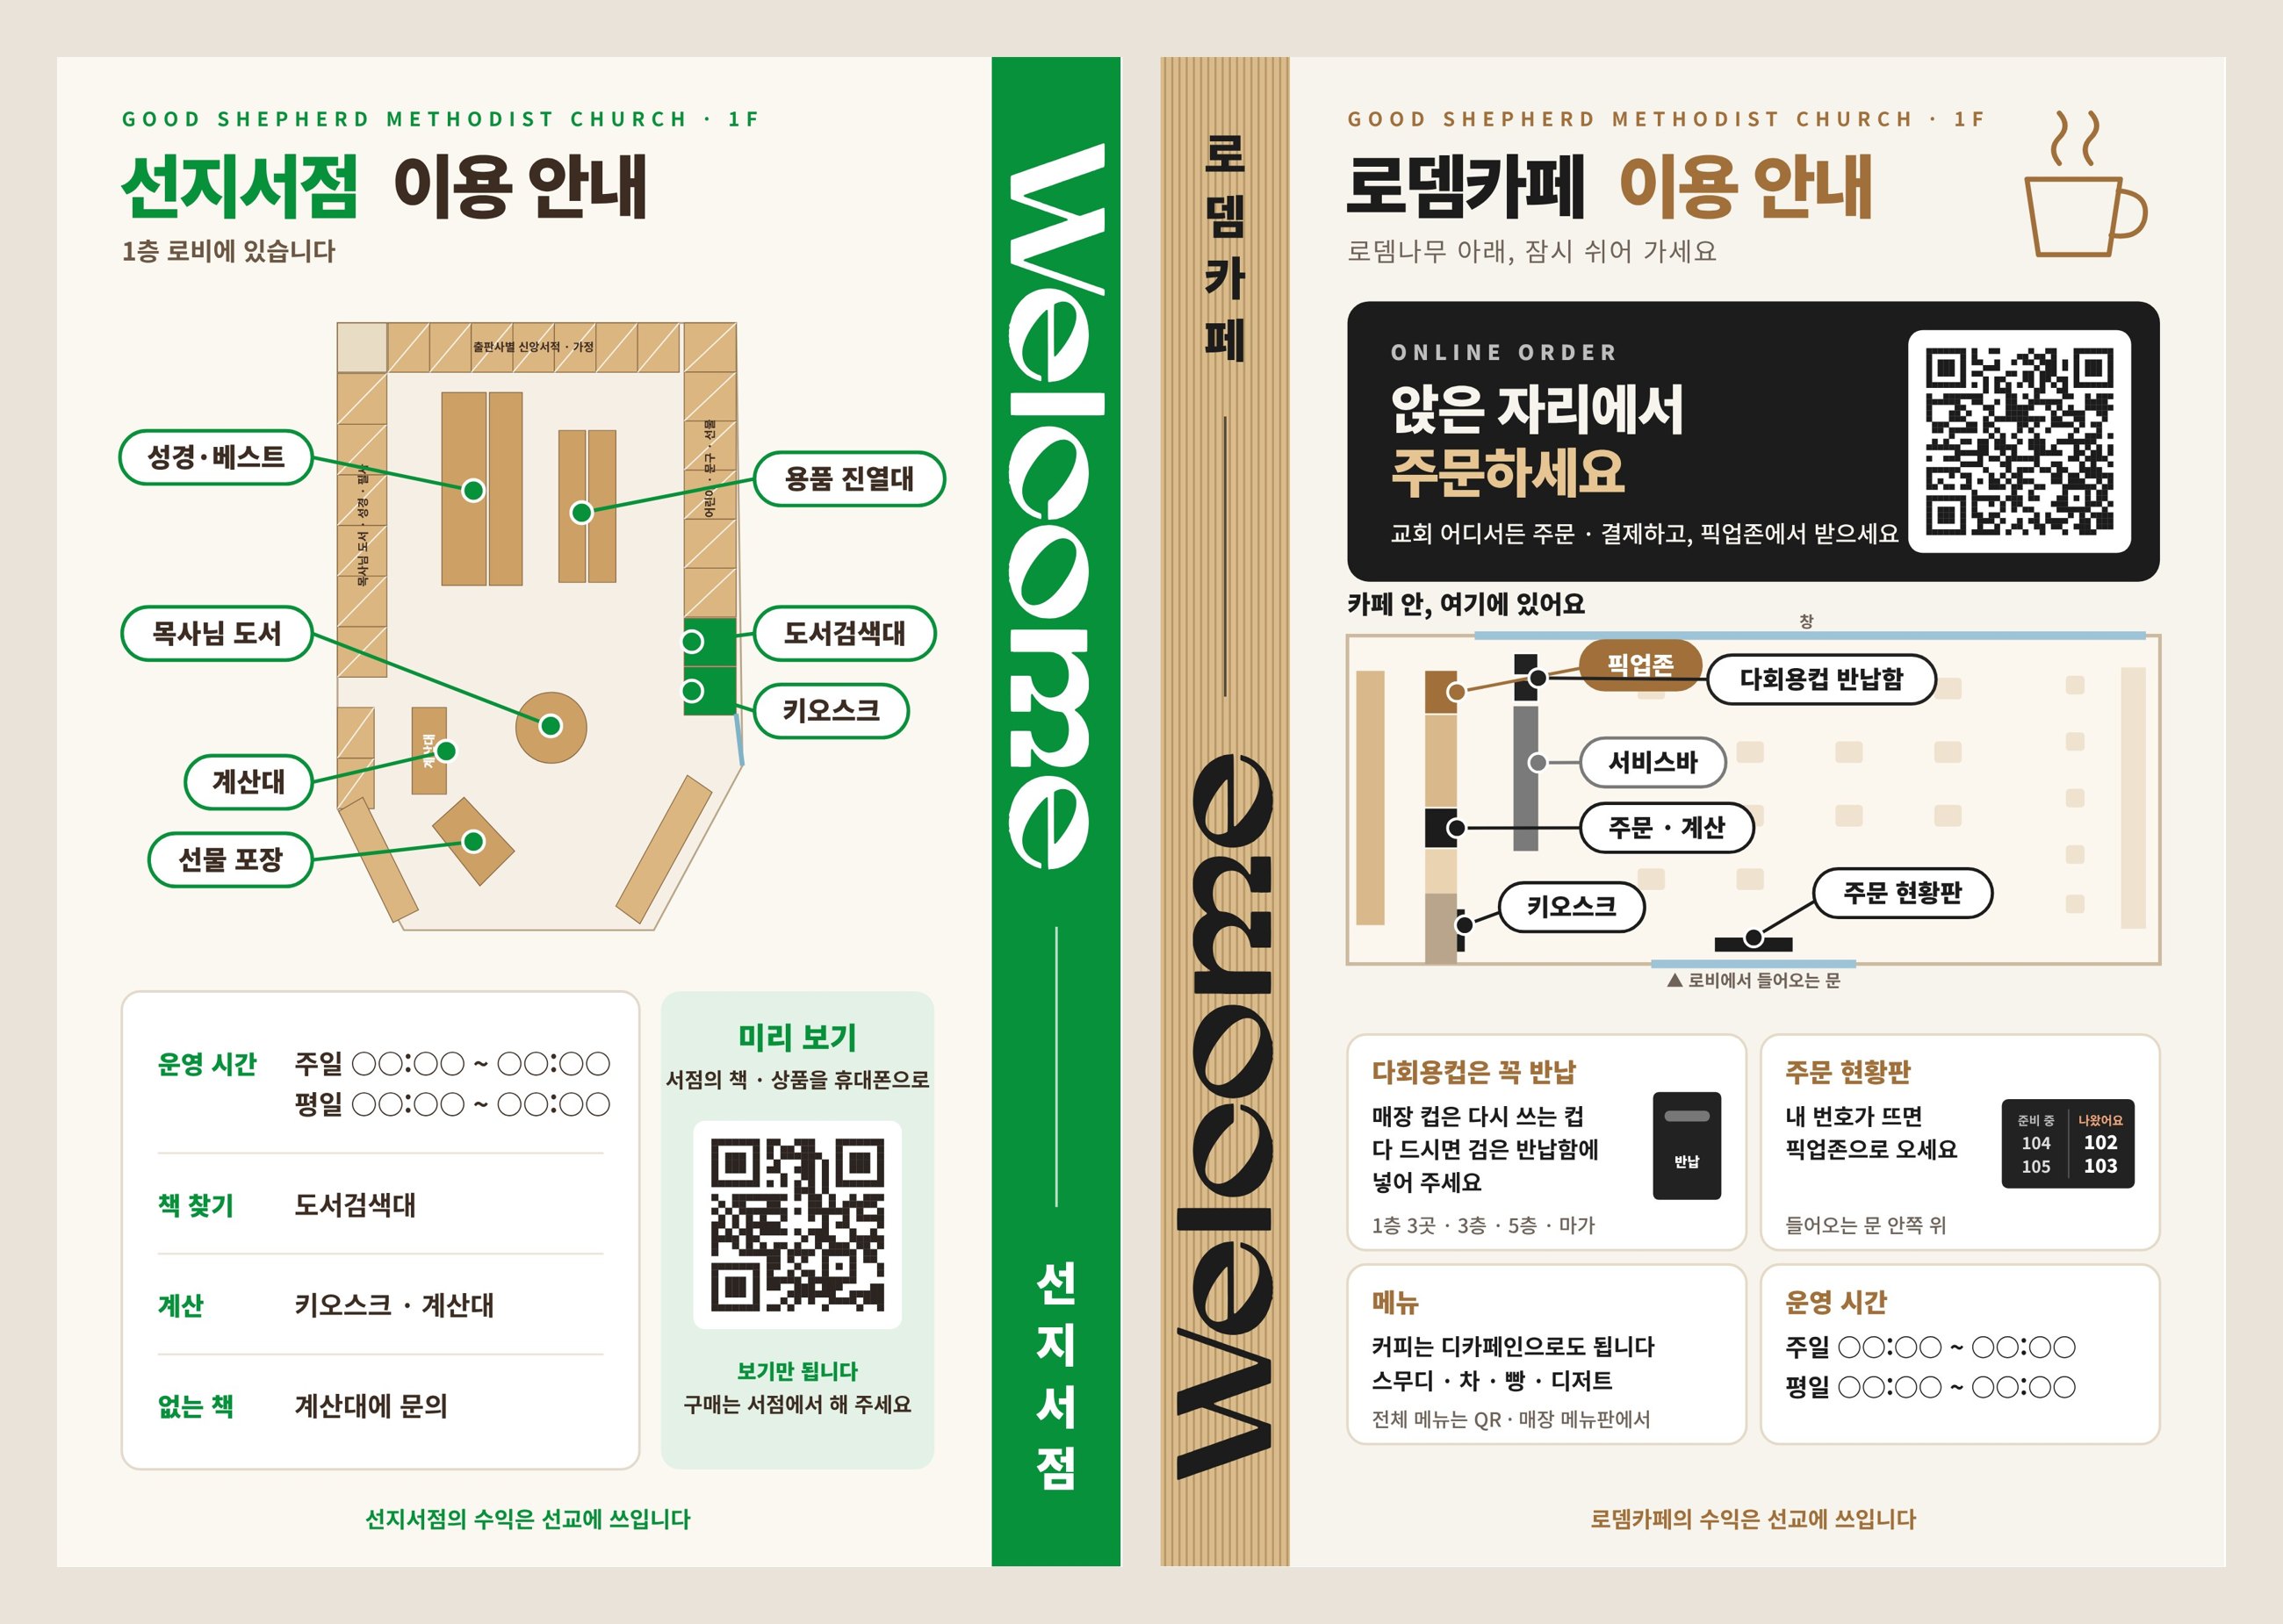 GOOD SHEPHERD METHODIST CHURCH · 1F
선지서점 이용 안내
1층 로비에 있습니다
출판사별 신앙서적 · 가정
목사님 도서 · 성경 · 필사
어린이 · 문구 · 선물
성경·베스트
용품 진열대
목사님 도서
도서검색대
키오스크
계산대
계산대
선물 포장
운영 시간
주일 ○○:○○ ~ ○○:○○
평일 ○○:○○ ~ ○○:○○
책 찾기
도서검색대
계산
키오스크 · 계산대
없는 책
계산대에 문의
미리 보기
서점의 책 · 상품을 휴대폰으로
보기만 됩니다
구매는 서점에서 해 주세요
선지서점의 수익은 선교에 쓰입니다
Welcome
선지서점
로뎀카페
Welcome
GOOD SHEPHERD METHODIST CHURCH · 1F
로뎀카페 이용 안내
로뎀나무 아래, 잠시 쉬어 가세요
ONLINE ORDER
앉은 자리에서
주문하세요
교회 어디서든 주문 · 결제하고, 픽업존에서 받으세요
카페 안, 여기에 있어요
창
픽업존
다회용컵 반납함
서비스바
주문 · 계산
키오스크
주문 현황판
▲ 로비에서 들어오는 문
다회용컵은 꼭 반납
매장 컵은 다시 쓰는 컵
다 드시면 검은 반납함에
넣어 주세요
반납
1층 3곳 · 3층 · 5층 · 마가
주문 현황판
내 번호가 뜨면
픽업존으로 오세요
준비 중 나왔어요
104 102
105 103
들어오는 문 안쪽 위
메뉴
커피는 디카페인으로도 됩니다
스무디 · 차 · 빵 · 디저트
전체 메뉴는 QR · 매장 메뉴판에서
운영 시간
주일 ○○:○○ ~ ○○:○○
평일 ○○:○○ ~ ○○:○○
로뎀카페의 수익은 선교에 쓰입니다